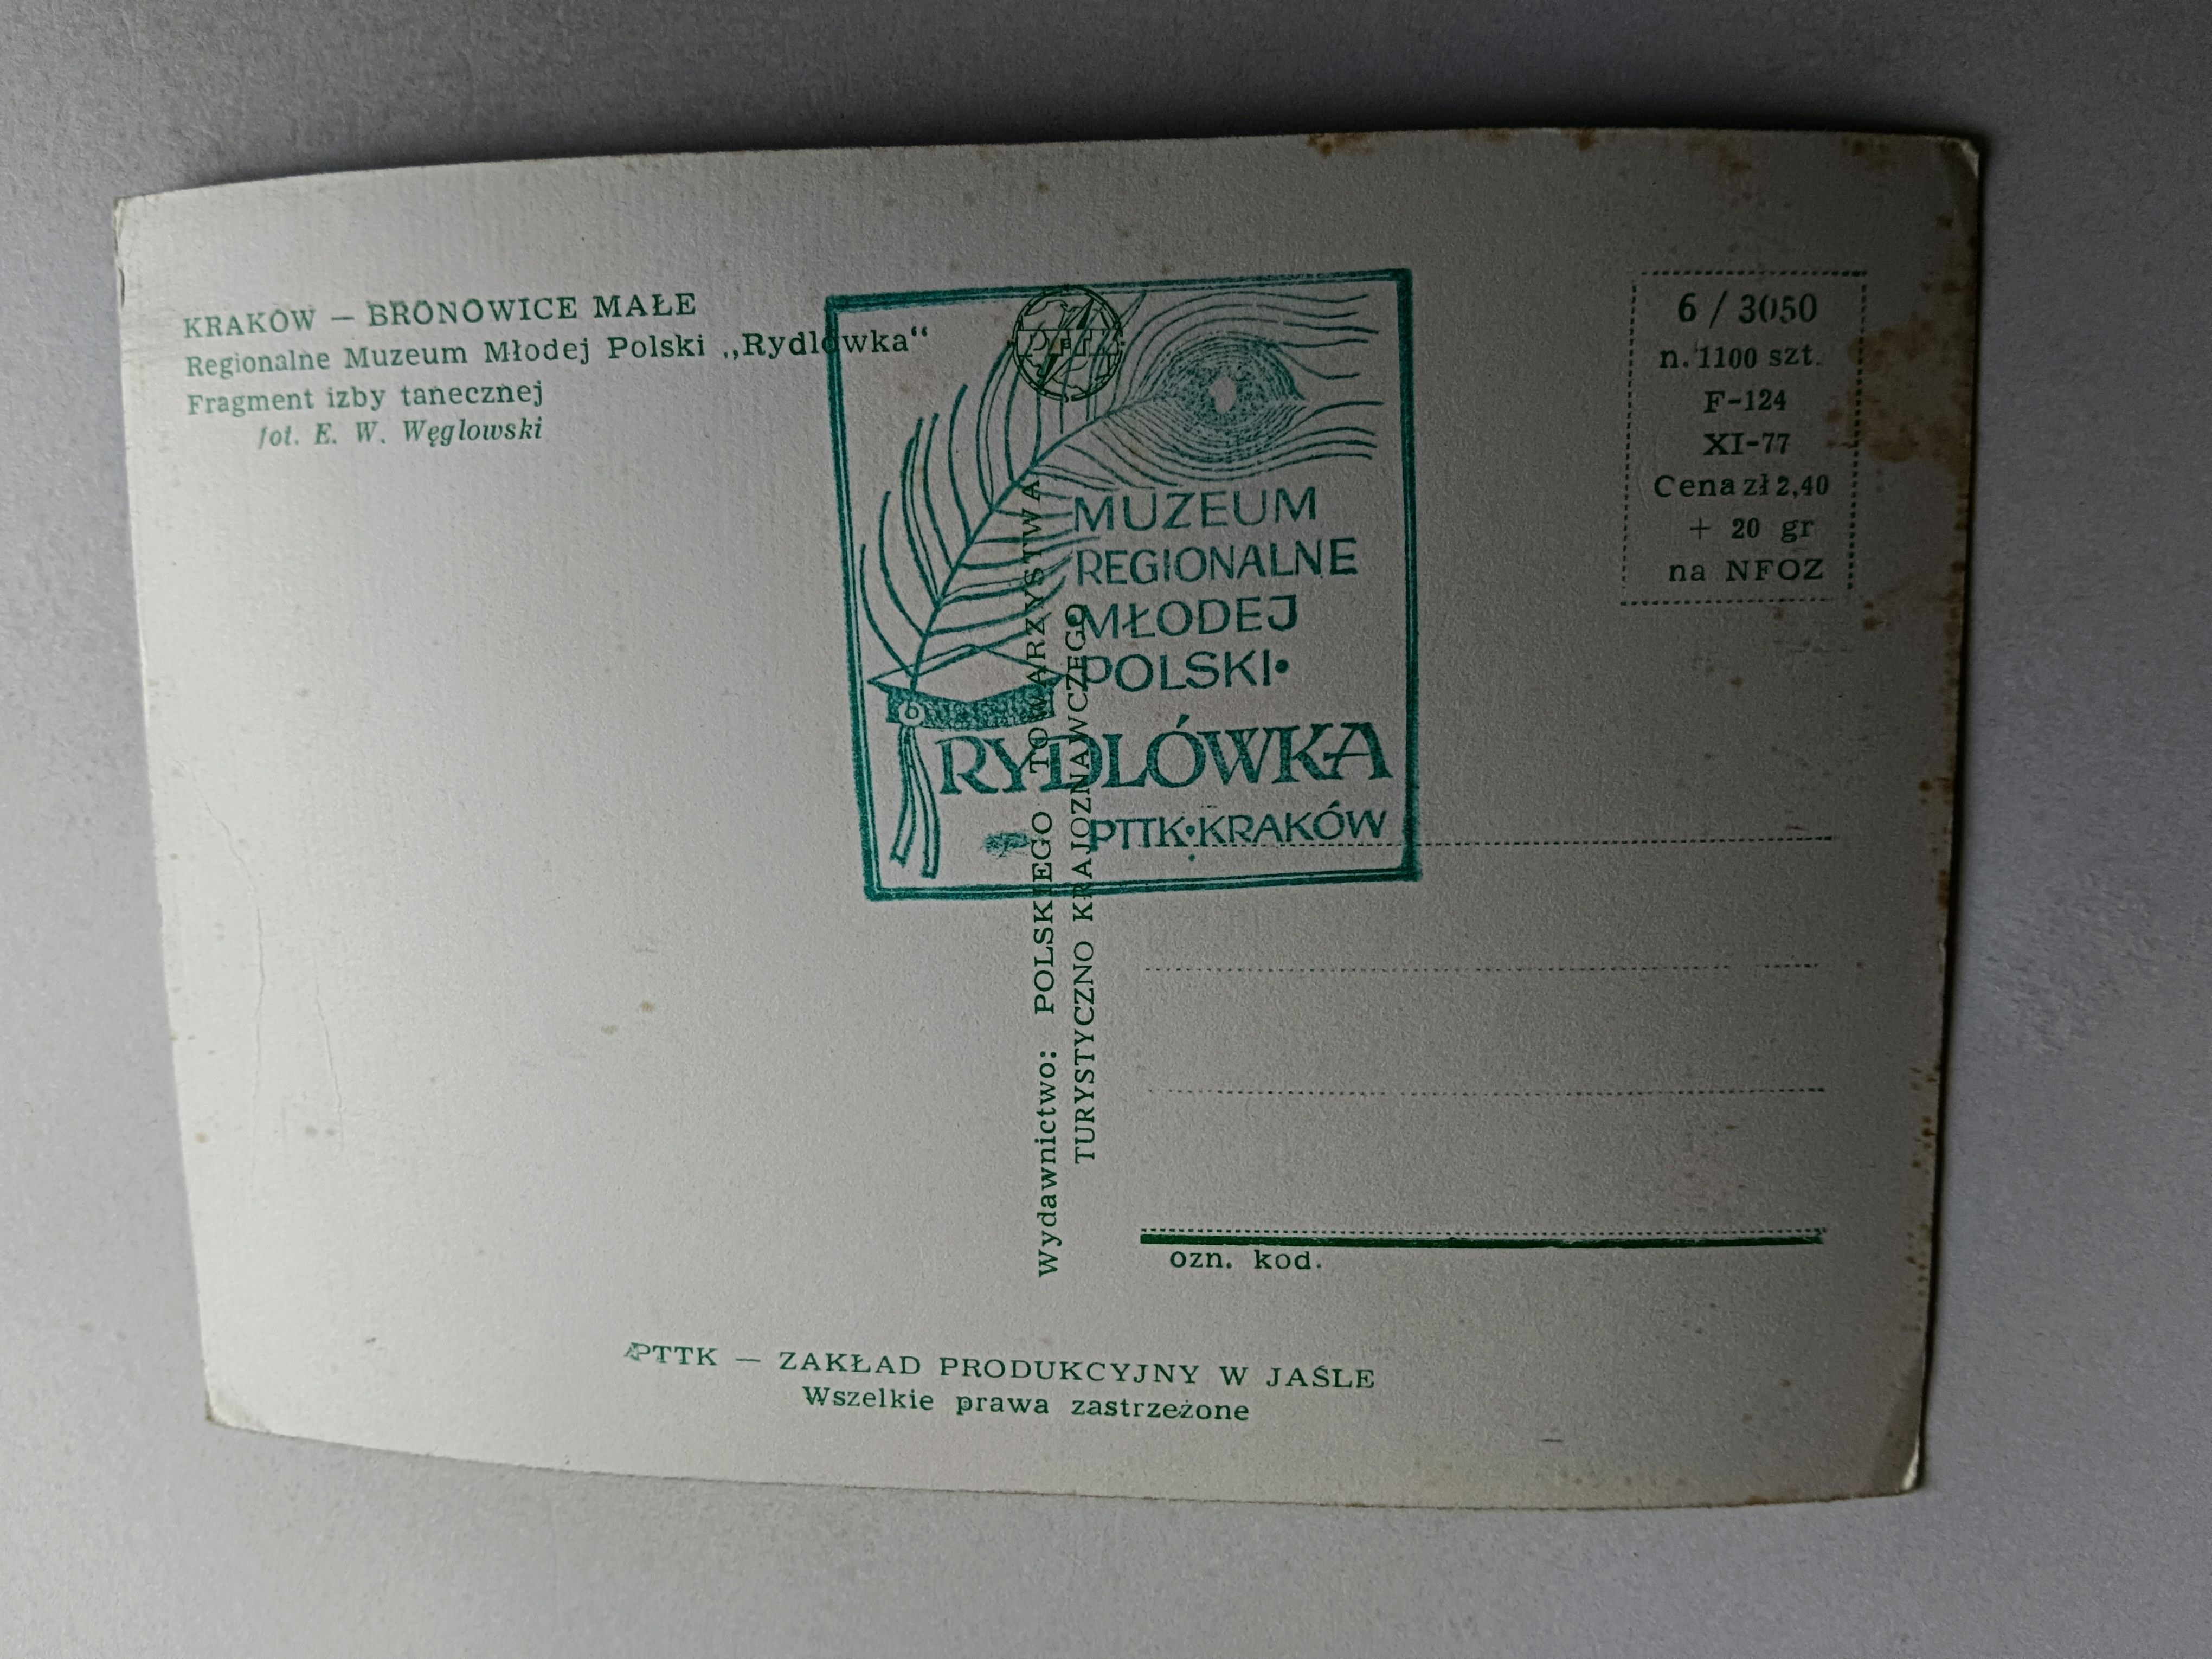 KRAKÓW — BRONOWICE MAŁE
Regionalne Muzeum Młodej Polski „Rydlówka“
Fragment izby tanecznej
fot. E. W. Węglowski
MUZEUM
REGIONALNE
MŁODEJ
POLSKI•
RYDLÓWKA
PTTK•KRAKÓW
6 / 3050
n. 1100 szt.
F-124
XI-77
Cena zł 2,40
+ 20 gr
na NFOZ
Wydawnictwo: POLSKIEGO TOWARZYSTWA
TURYSTYCZNO KRAJOZNAWCZEGO
ozn. kod.
PTTK — ZAKŁAD PRODUKCYJNY W JAŚLE
Wszelkie prawa zastrzeżone